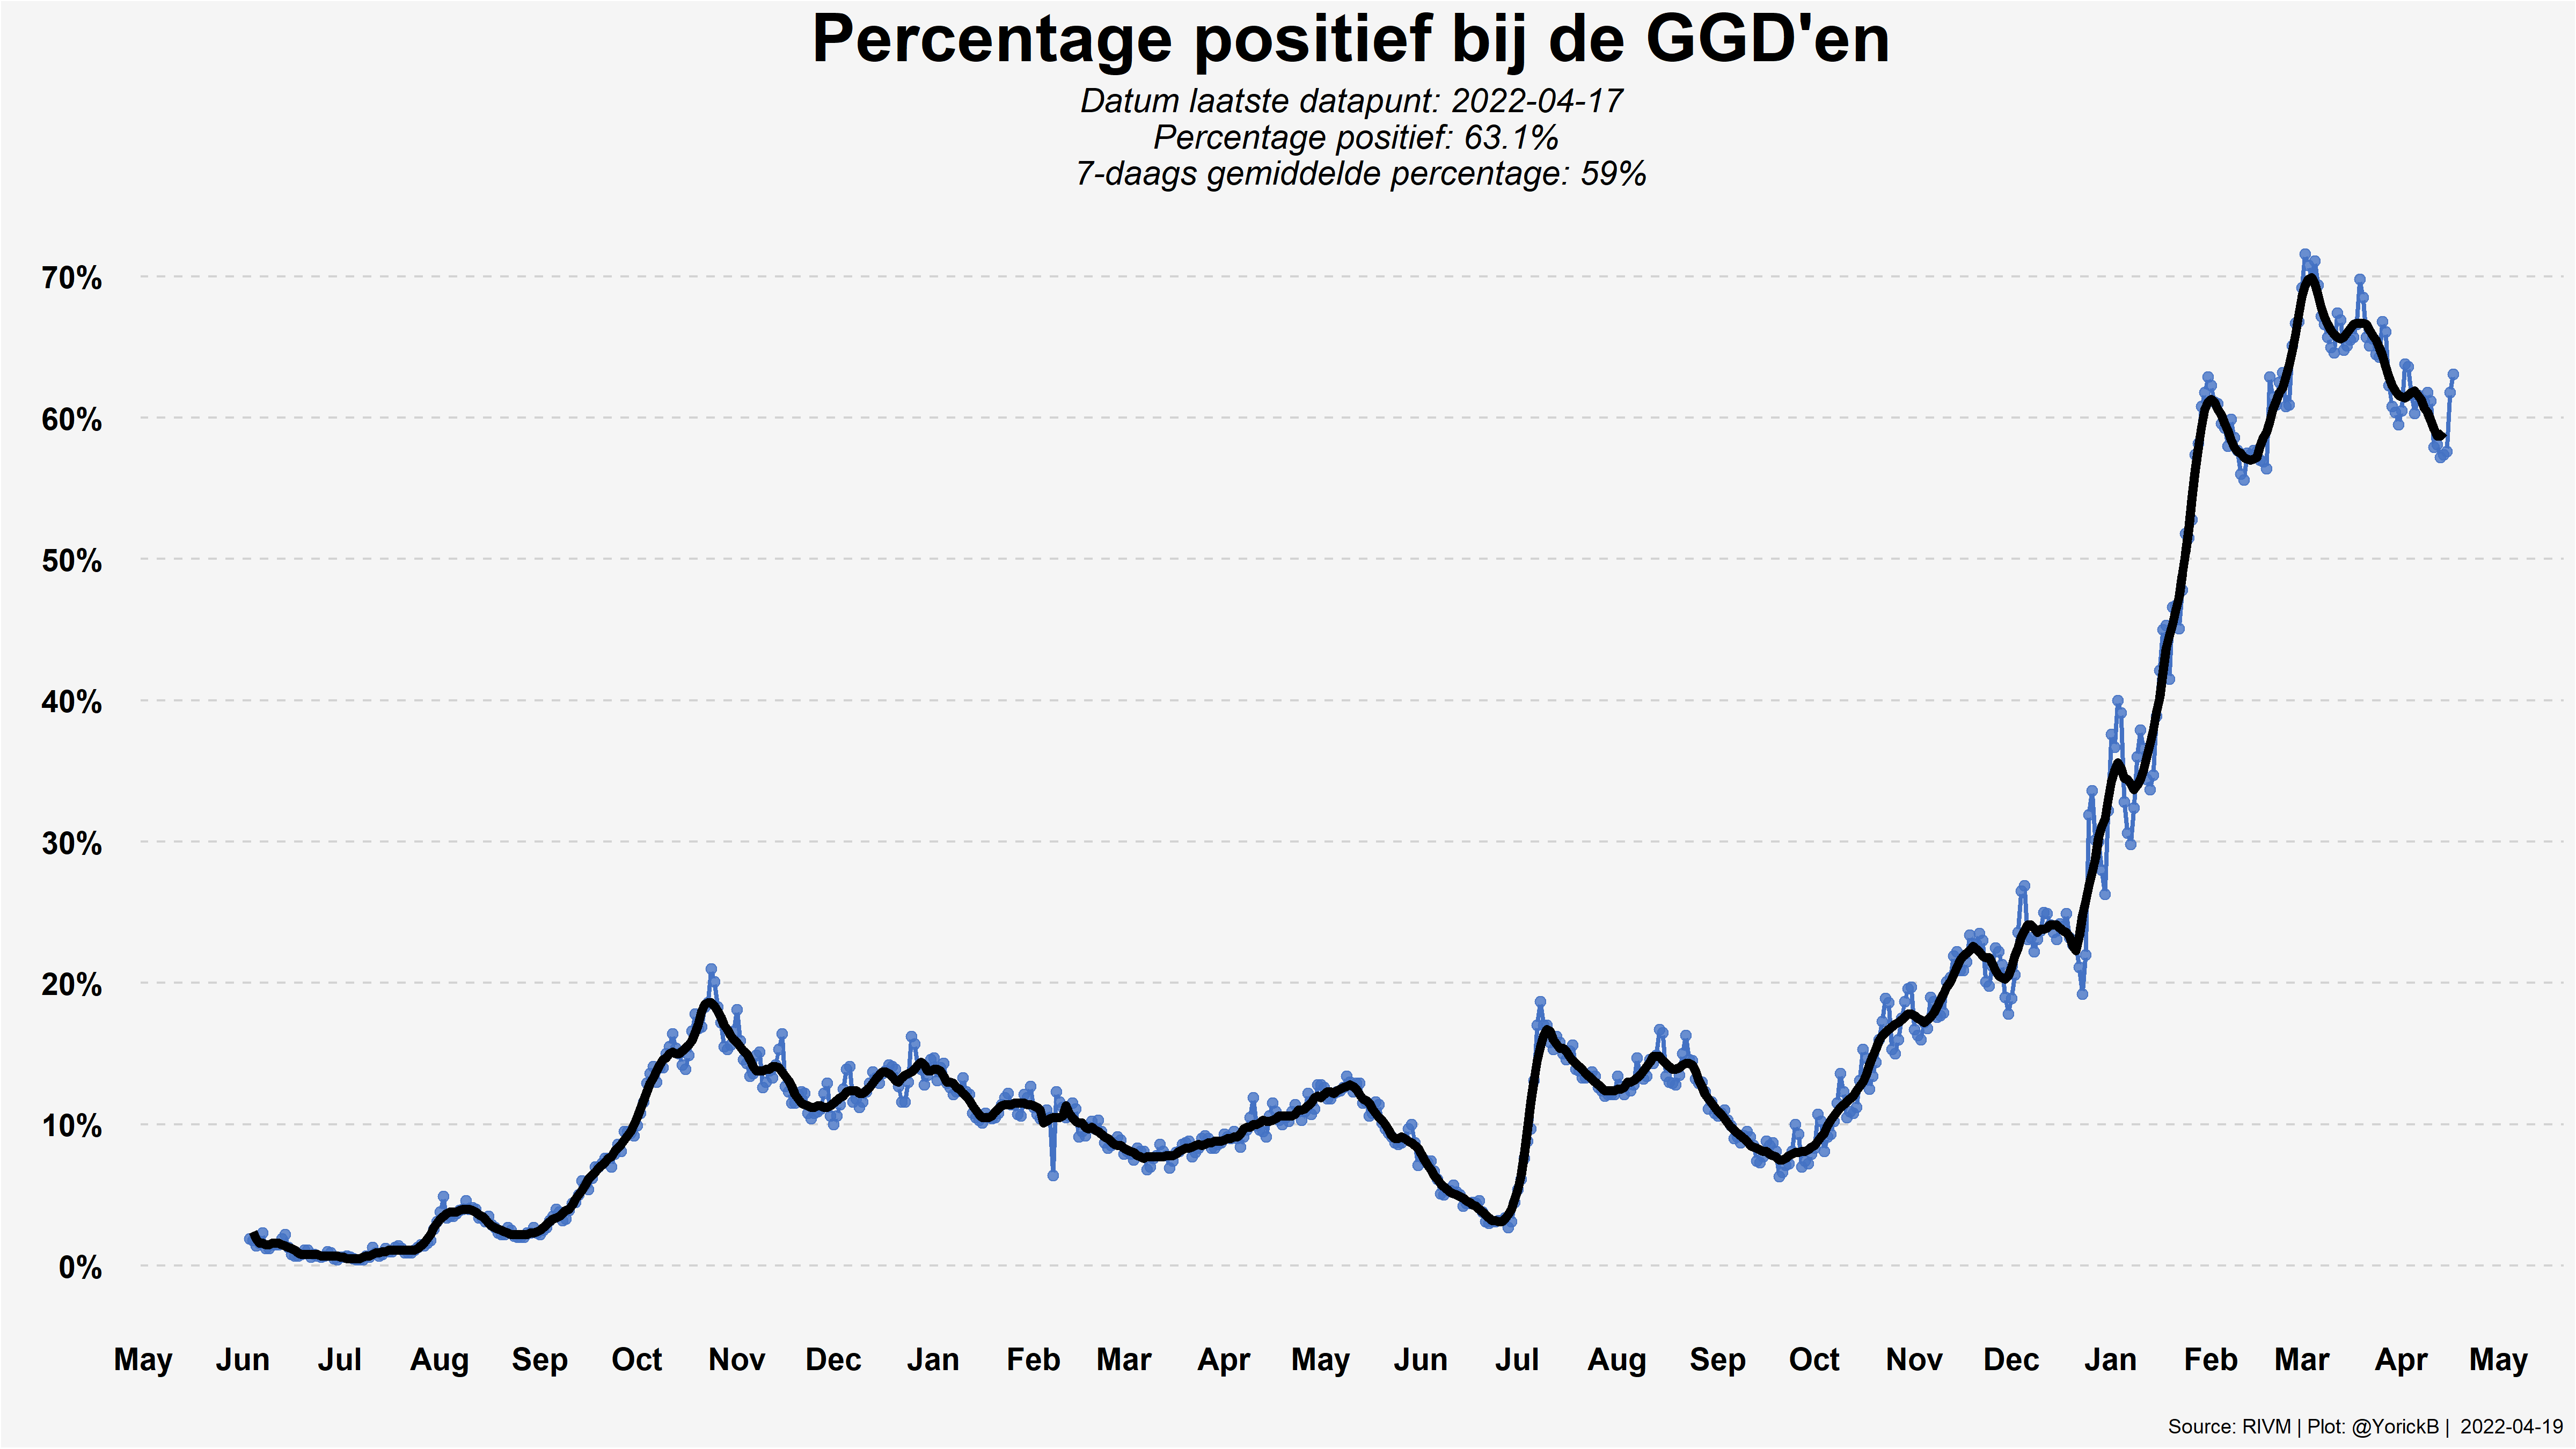 Percentage positief bij de GGD'en
Datum laatste datapunt: 2022-04-17
Percentage positief: 63.1%
7-daags gemiddelde percentage: 59%
70%
60%
50%
40%
30%
20%
10%
0%
May Jun Jul Aug Sep Oct Nov Dec Jan Feb Mar Apr May Jun Jul Aug Sep Oct Nov Dec Jan Feb Mar Apr May
Source: RIVM | Plot: @YorickB | 2022-04-19